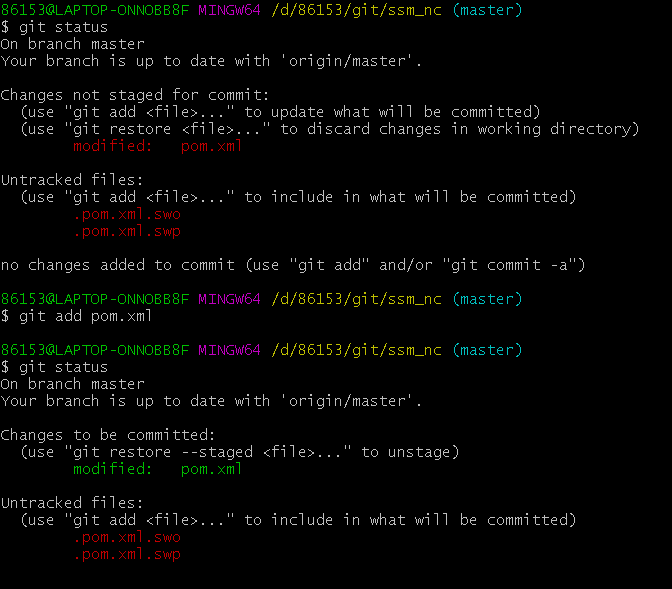 86153@LAPTOP-ONNOBB8F MINGW64 /d/86153/git/ssm_nc (master)
$ git status
On branch master
Your branch is up to date with 'origin/master'.
Changes not staged for commit:
(use "git add <file>..." to update what will be committed)
(use "git restore <file>..." to discard changes in working directory)
modified:   pom.xml
Untracked files:
(use "git add <file>..." to include in what will be committed)
.pom.xml.swo
.pom.xml.swp
no changes added to commit (use "git add" and/or "git commit -a")
86153@LAPTOP-ONNOBB8F MINGW64 /d/86153/git/ssm_nc (master)
$ git add pom.xml
86153@LAPTOP-ONNOBB8F MINGW64 /d/86153/git/ssm_nc (master)
$ git status
On branch master
Your branch is up to date with 'origin/master'.
Changes to be committed:
(use "git restore --staged <file>..." to unstage)
modified:   pom.xml
Untracked files:
(use "git add <file>..." to include in what will be committed)
.pom.xml.swo
.pom.xml.swp